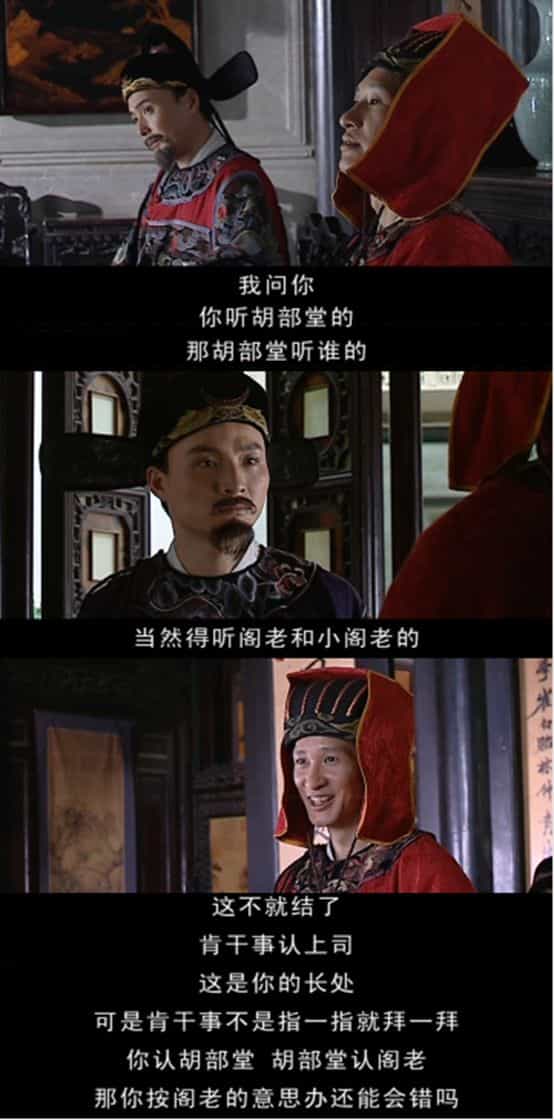 我问你
你听胡部堂的
那胡部堂听谁的
当然得听阁老和小阁老的
这不就结了
肯干事认上司
这是你的长处
可是肯干事不是指一指就拜一拜
你认胡部堂 胡部堂认阁老
那你按阁老的意思办还能会错吗